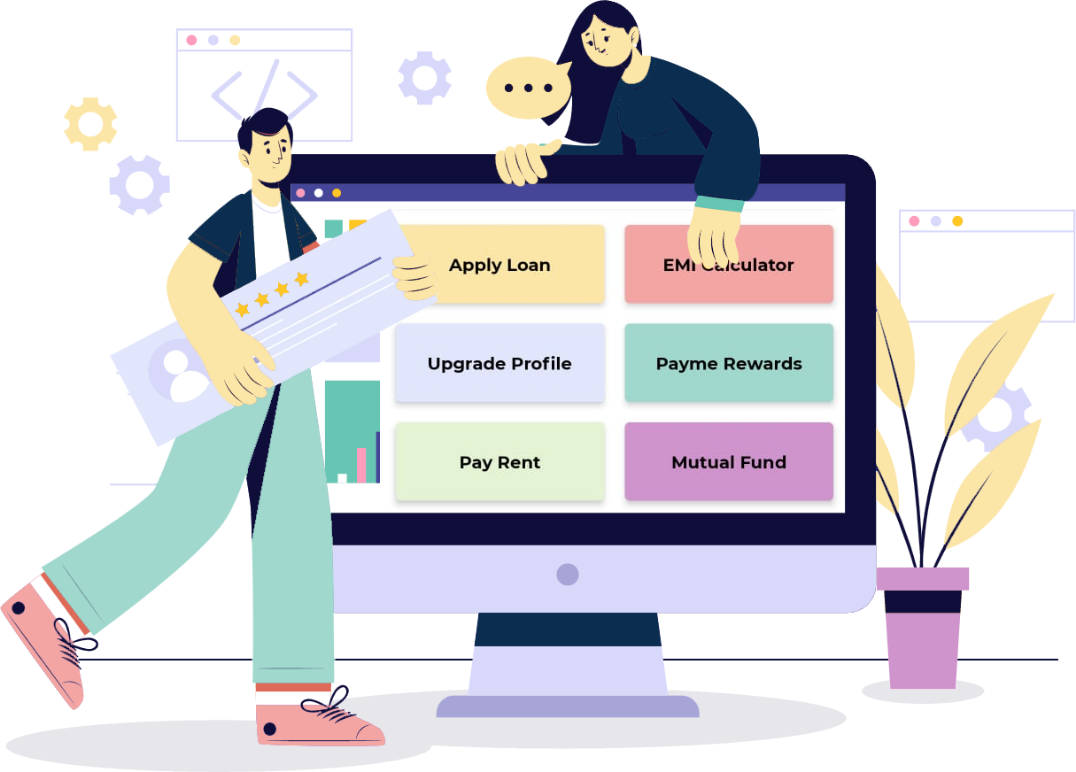 Apply Loan
EMI Calculator
Upgrade Profile
Payme Rewards
Pay Rent
Mutual Fund